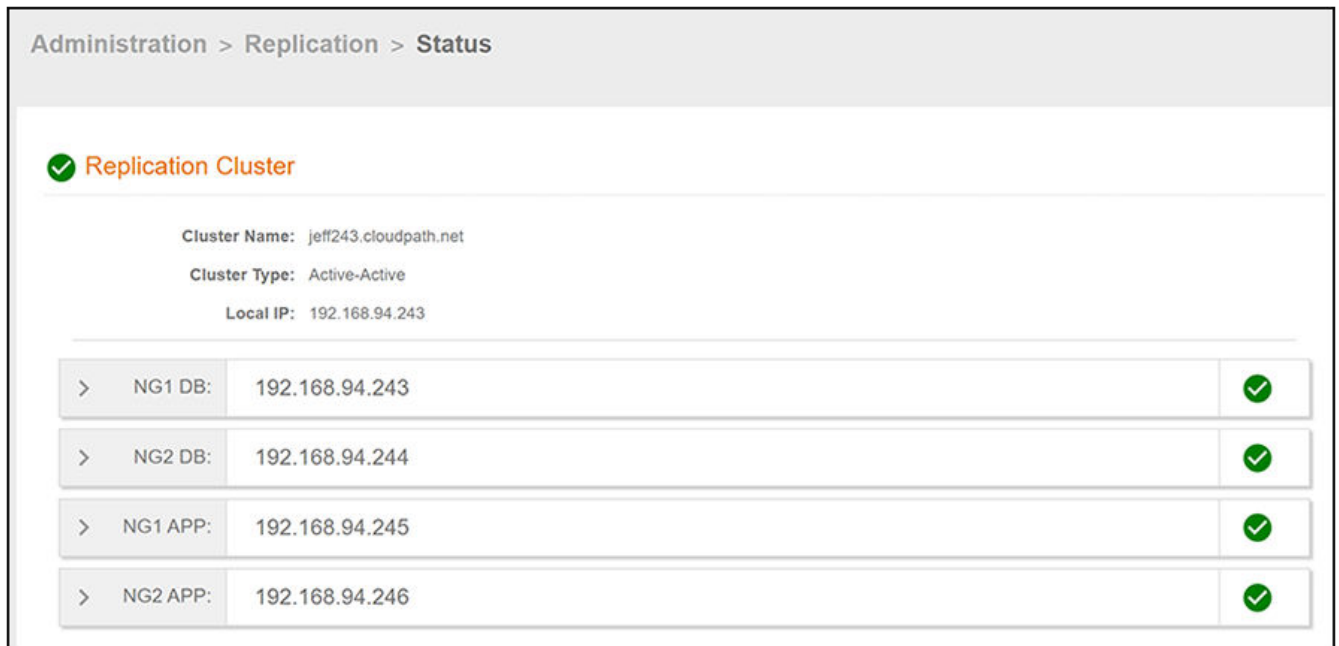 Administration > Replication > Status
Replication Cluster
Cluster Name: jeff243.cloudpath.net
Cluster Type: Active-Active
Local IP: 192.168.94.243
> NG1 DB: 192.168.94.243
> NG2 DB: 192.168.94.244
> NG1 APP: 192.168.94.245
> NG2 APP: 192.168.94.246